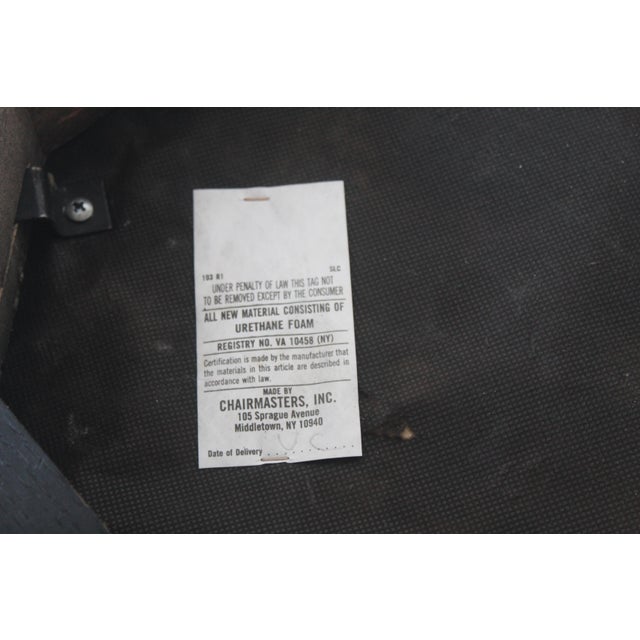 103 R1 SLC
UNDER PENALTY OF LAW THIS TAG NOT
TO BE REMOVED EXCEPT BY THE CONSUMER
ALL NEW MATERIAL CONSISTING OF
URETHANE FOAM
REGISTRY NO. VA 10458 (NY)
Certification is made by the manufacturer that
the materials in this article are described in
accordance with law.
MADE BY
CHAIRMASTERS, INC.
105 Sprague Avenue
Middletown, NY 10940
Date of Delivery